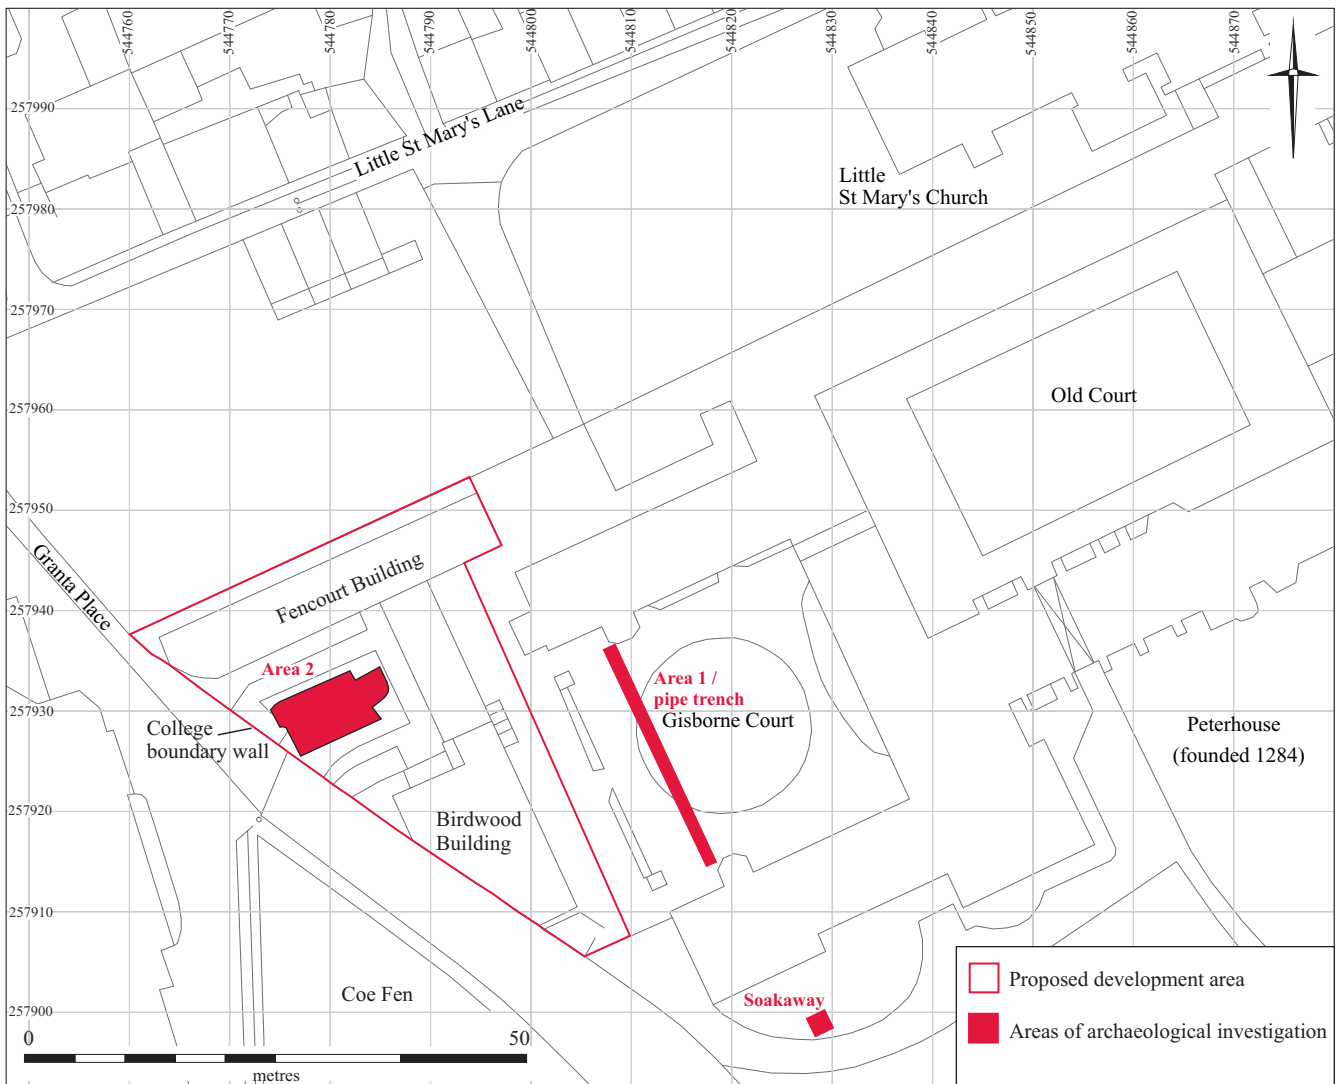 544760
544770
544780
544790
544800
544810
544820
544830
544840
544850
544860
544870
257990
257980
257970
257960
257950
257940
257930
257920
257910
257900
Little St Mary's Lane
Little
St Mary's Church
Old Court
Granta Place
Fencourt Building
Area 2
Area 1 /
pipe trench
Gisborne Court
College
boundary wall
Peterhouse
(founded 1284)
Birdwood
Building
Coe Fen
Soakaway
Proposed development area
Areas of archaeological investigation
0
50
metres